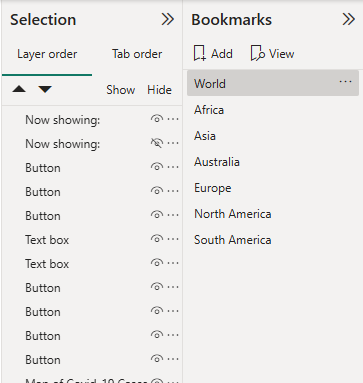 Selection
Layer order Tab order
Show Hide
Now showing:
Now showing:
Button
Button
Button
Text box
Text box
Button
Button
Button
Button
Map of Covid-19 Cases
Bookmarks
Add View
World
Africa
Asia
Australia
Europe
North America
South America